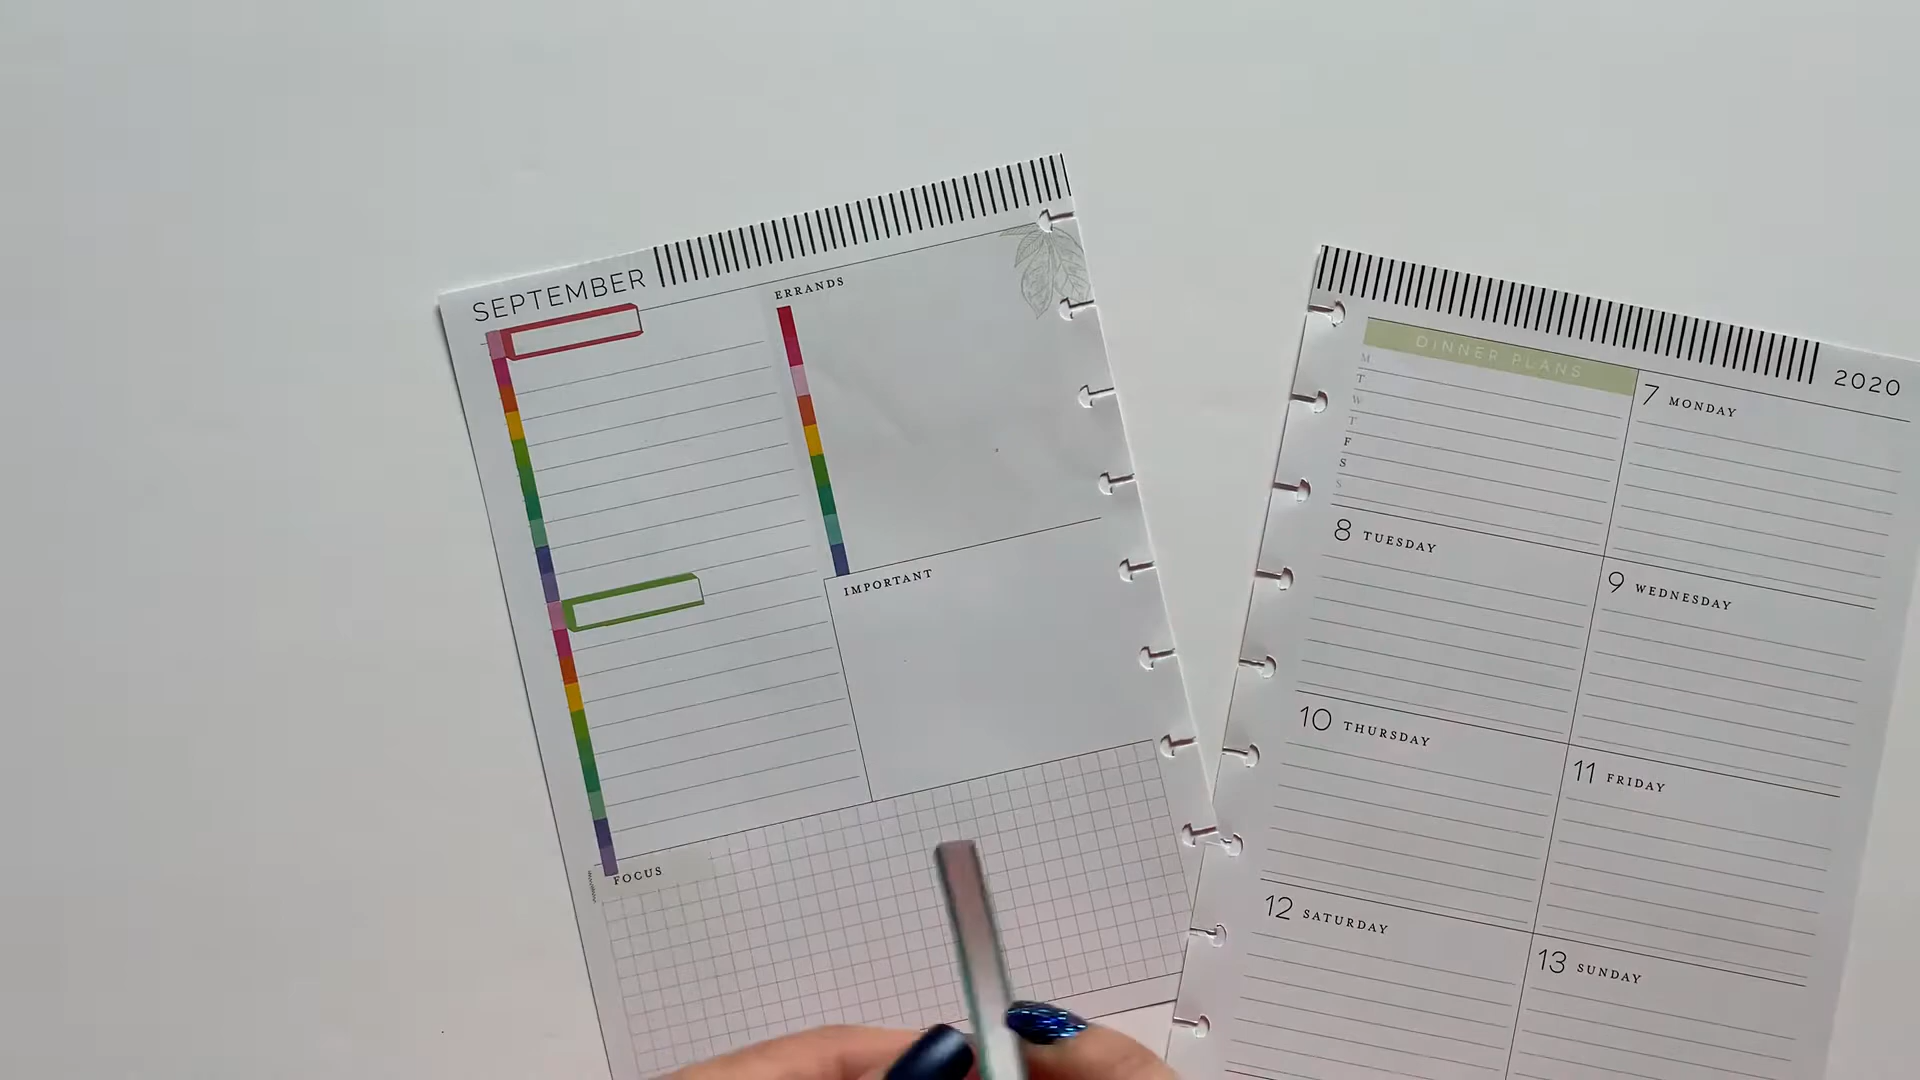 SEPTEMBER
ERRANDS
IMPORTANT
FOCUS
DINNER PLANS
M
T
W
T
F
S
S
2020
7 MONDAY
8 TUESDAY
9 WEDNESDAY
10 THURSDAY
11 FRIDAY
12 SATURDAY
13 SUNDAY